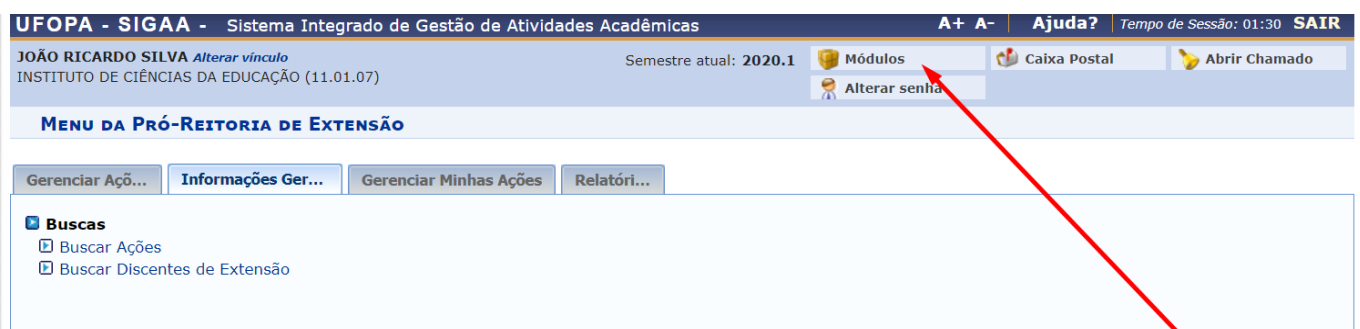 UFOPA - SIGAA - Sistema Integrado de Gestão de Atividades Acadêmicas A+ A- Ajuda? Tempo de Sessão: 01:30 SAIR
JOÃO RICARDO SILVA Alterar vínculo Semestre atual: 2020.1 Módulos Caixa Postal Abrir Chamado
INSTITUTO DE CIÊNCIAS DA EDUCAÇÃO (11.01.07)
Alterar senha
MENU DA PRÓ-REITORIA DE EXTENSÃO
Gerenciar Açõ... Informações Ger... Gerenciar Minhas Ações Relatóri...
Buscas
Buscar Ações
Buscar Discentes de Extensão